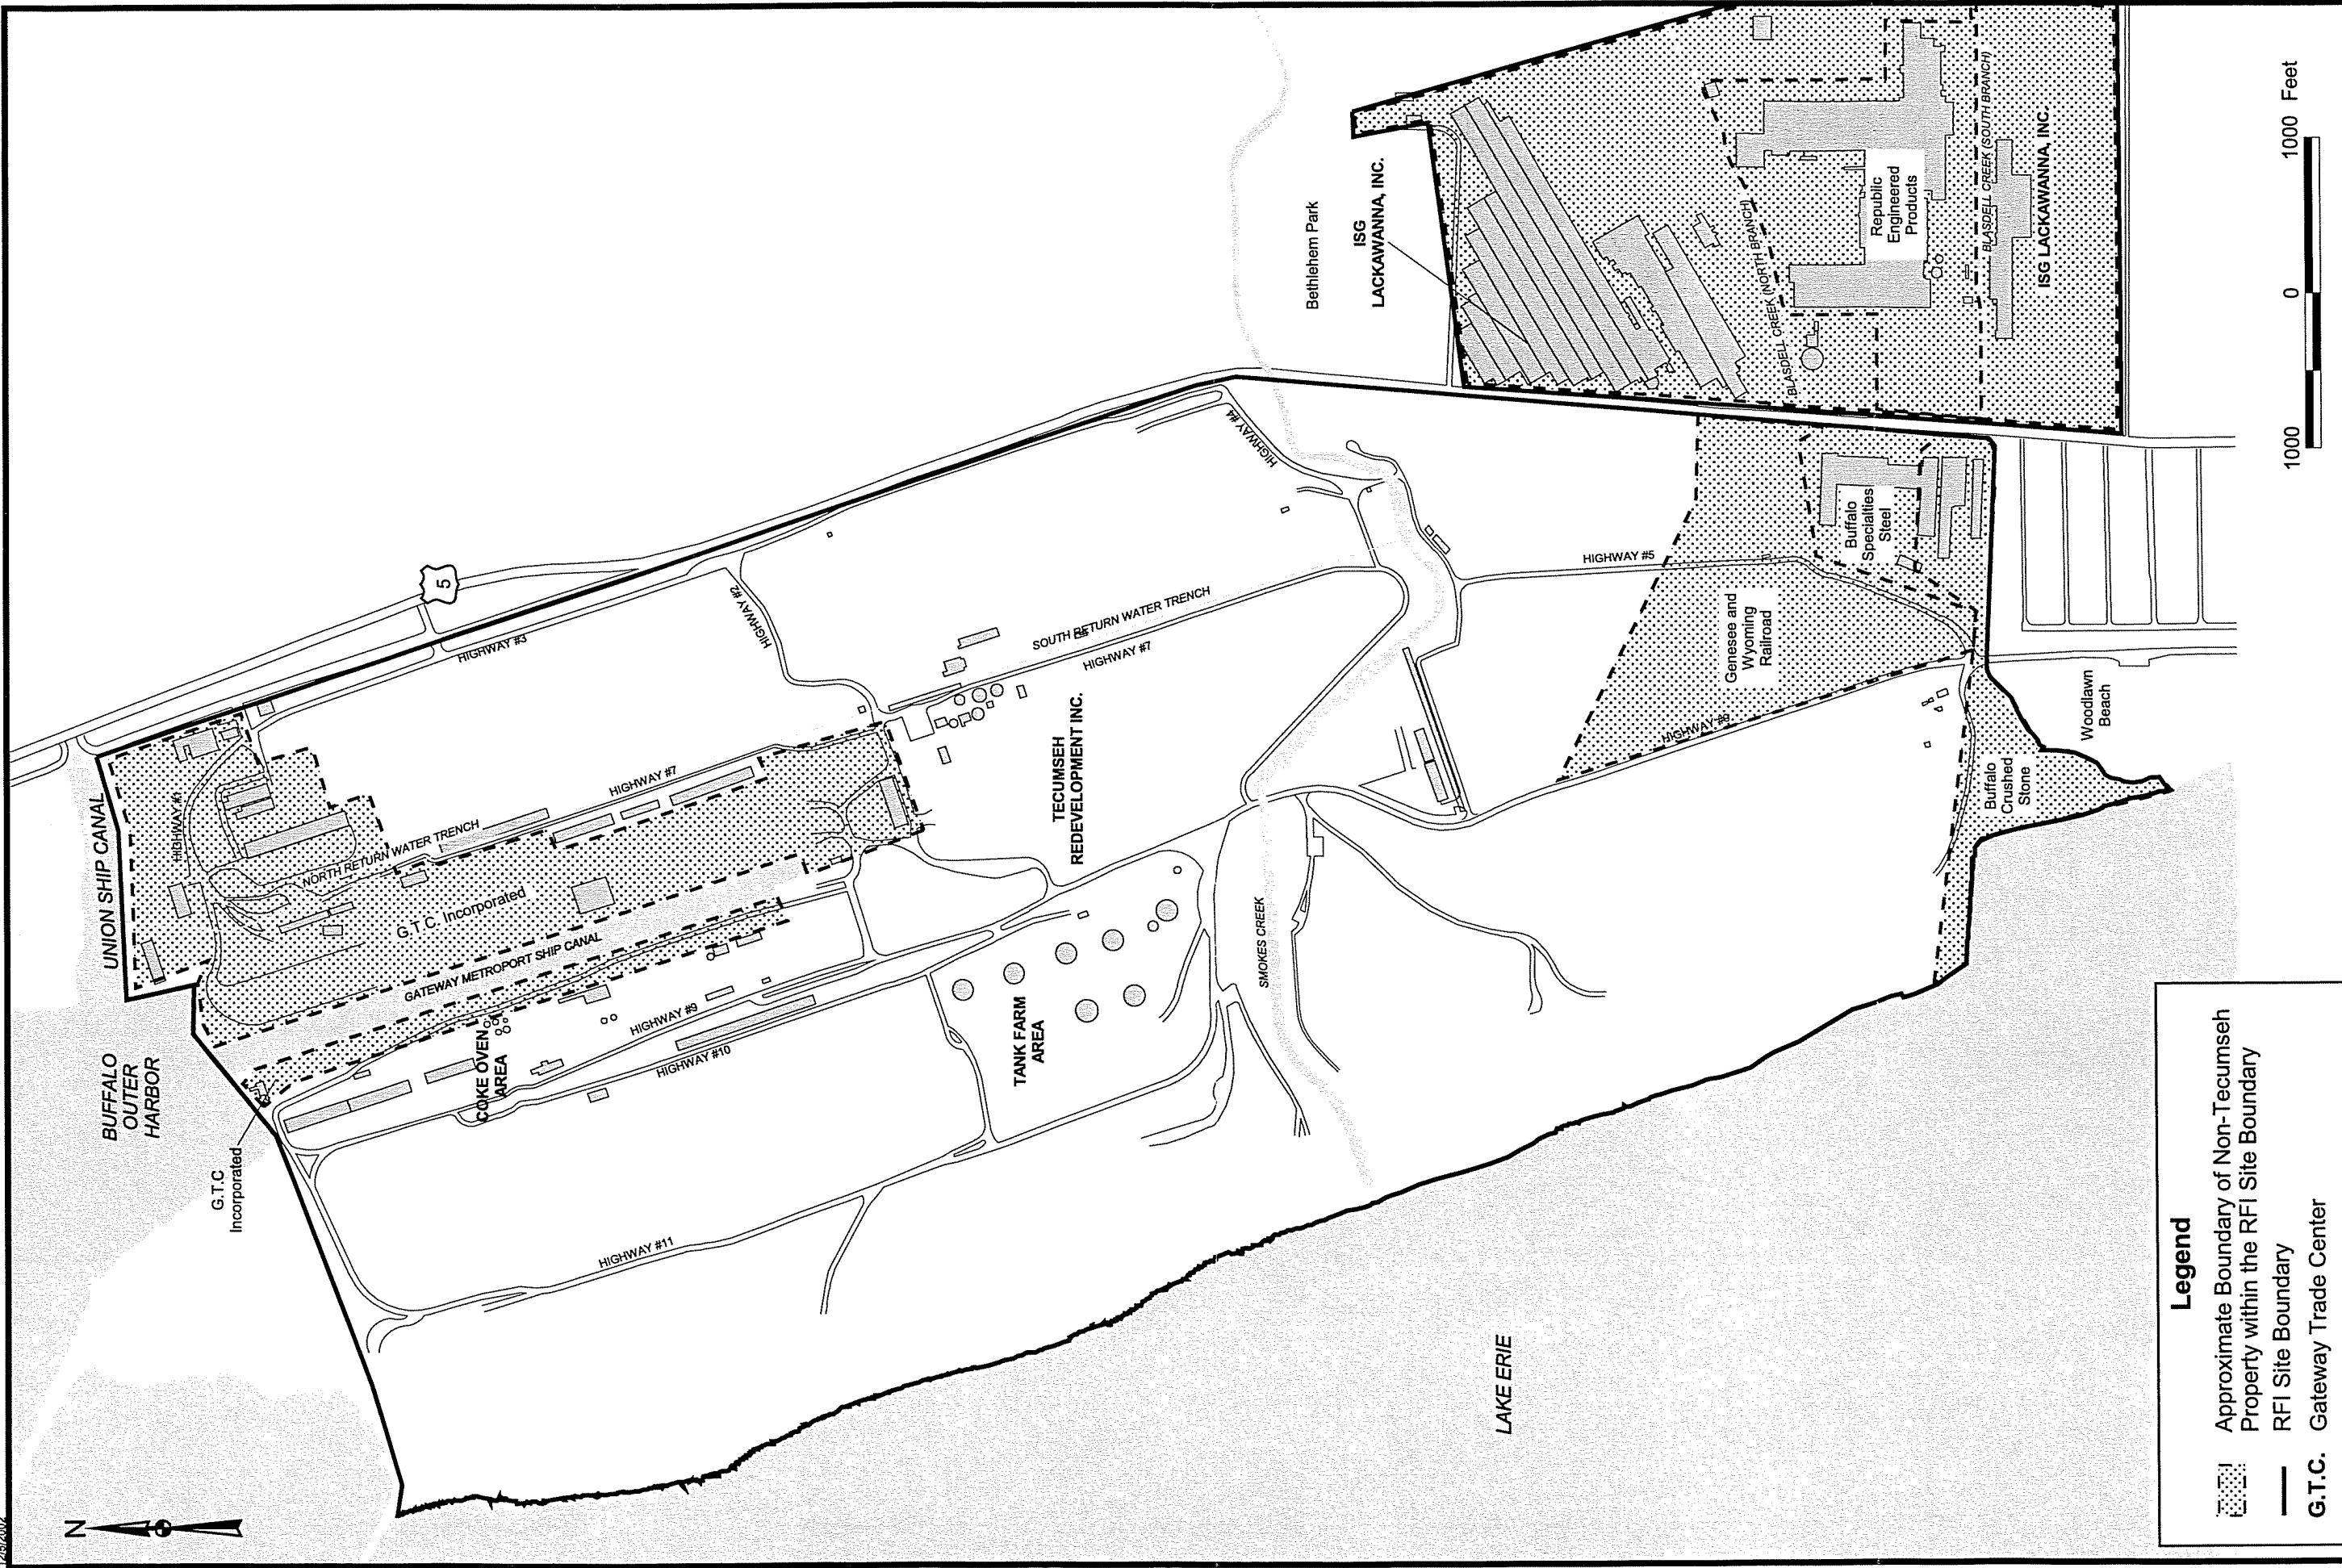 12/5/2002
N
BUFFALO
OUTER
HARBOR
UNION SHIP CANAL
G.T.C.
Incorporated
HIGHWAY #1
NORTH RETURN WATER TRENCH
G.T.C. Incorporated
GATEWAY METROPORT SHIP CANAL
HIGHWAY #7
HIGHWAY #3
5
HIGHWAY #2
COKE OVEN
AREA
HIGHWAY #9
HIGHWAY #10
HIGHWAY #11
TANK FARM
AREA
TECUMSEH
REDEVELOPMENT INC.
SOUTH RETURN WATER TRENCH
HIGHWAY #7
HIGHWAY #4
SMOKES CREEK
LAKE ERIE
Bethlehem Park
ISG
LACKAWANNA, INC.
HIGHWAY #5
Genesee and
Wyoming
Railroad
HIGHWAY #9
BLASDELL CREEK (NORTH BRANCH)
Republic
Engineered
Products
BLASDELL CREEK (SOUTH BRANCH)
ISG LACKAWANNA, INC.
Buffalo
Specialties
Steel
Buffalo
Crushed
Stone
Woodlawn
Beach
1000 0 1000 Feet
Legend
Approximate Boundary of Non-Tecumseh
Property within the RFI Site Boundary
RFI Site Boundary
G.T.C. Gateway Trade Center